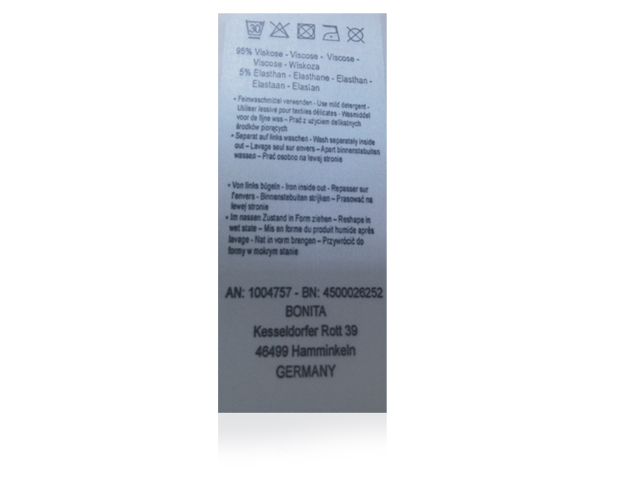 30
95% Viskose - Viscose - Viscose -
Viscose - Wiskoza
5% Elasthan - Elasthane - Elasthan -
Elastaan - Elastan
• Feinwaschmittel verwenden - Use mild detergent -
Utiliser lessive pour textiles délicates - Wasmiddel
voor de fijne was – Prać z użyciem delikatnych
środków piorących
• Separat auf links waschen - Wash separately inside
out – Lavage seul sur envers – Apart binnenstebuiten
wassen – Prać osobno na lewej stronie
• Von links bügeln - Iron inside out - Repasser sur
l'envers - Binnenstebuiten strijken – Prasować na
lewej stronie
• Im nassen Zustand in Form ziehen – Reshape in
wet state – Mis en forme du produit humide après
lavage - Nat in vorm brengen – Przywrócić do
formy w mokrym stanie
AN: 1004757 - BN: 4500026252
BONITA
Kesseldorfer Rott 39
46499 Hamminkeln
GERMANY